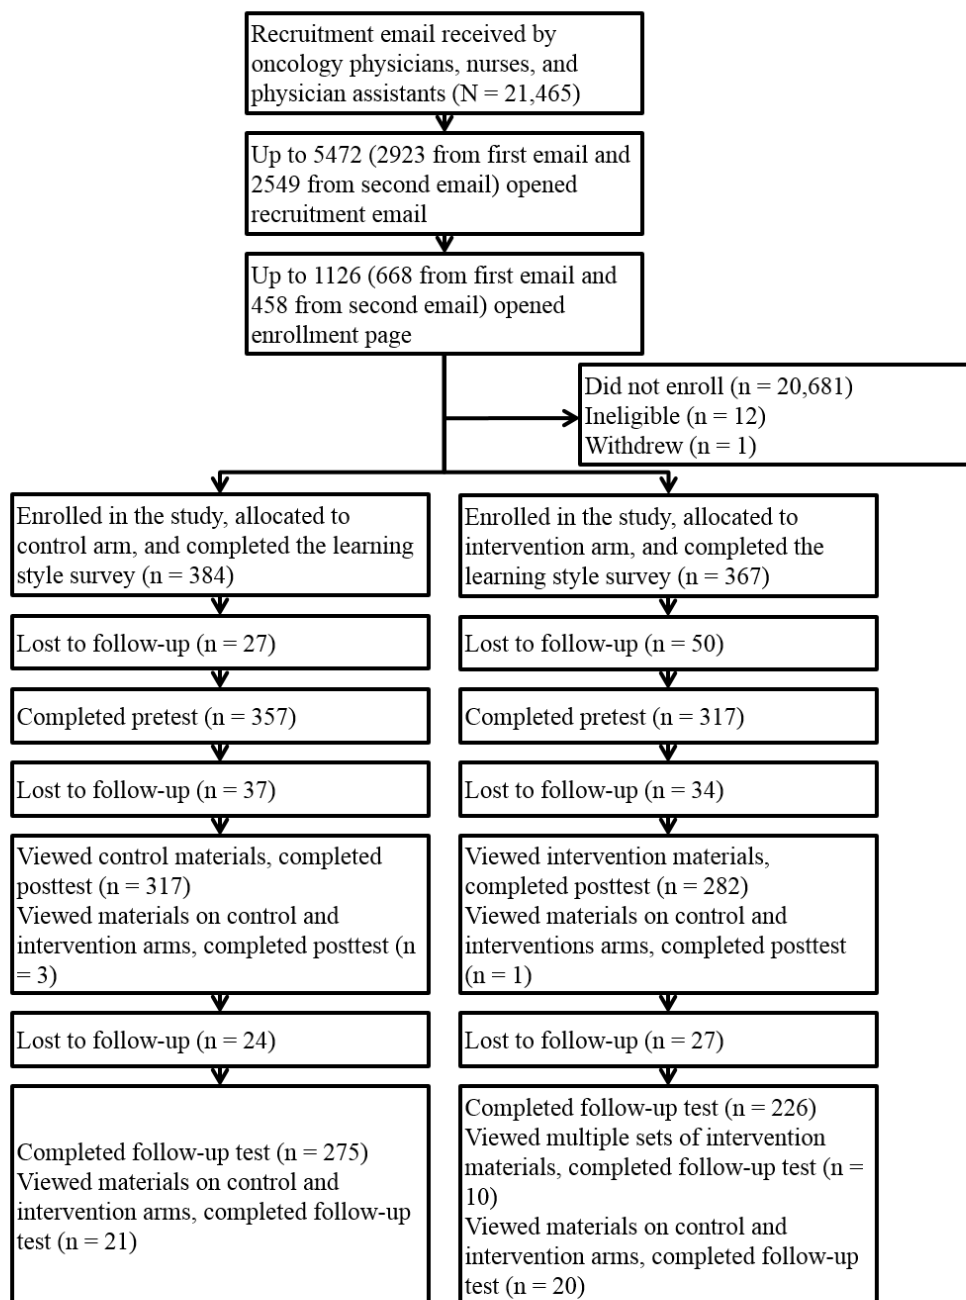 Recruitment email received by
oncology physicians, nurses, and
physician assistants (N = 21,465)
Up to 5472 (2923 from first email and
2549 from second email) opened
recruitment email
Up to 1126 (668 from first email and
458 from second email) opened
enrollment page
Did not enroll (n = 20,681)
Ineligible (n = 12)
Withdrew (n = 1)
Enrolled in the study, allocated to
control arm, and completed the learning
style survey (n = 384)
Enrolled in the study, allocated to
intervention arm, and completed the
learning style survey (n = 367)
Lost to follow-up (n = 27)
Lost to follow-up (n = 50)
Completed pretest (n = 357)
Completed pretest (n = 317)
Lost to follow-up (n = 37)
Lost to follow-up (n = 34)
Viewed control materials, completed
posttest (n = 317)
Viewed materials on control and
intervention arms, completed posttest (n
= 3)
Viewed intervention materials,
completed posttest (n = 282)
Viewed materials on control and
interventions arms, completed posttest
(n = 1)
Lost to follow-up (n = 24)
Lost to follow-up (n = 27)
Completed follow-up test (n = 275)
Viewed materials on control and
intervention arms, completed follow-up
test (n = 21)
Completed follow-up test (n = 226)
Viewed multiple sets of intervention
materials, completed follow-up test (n =
10)
Viewed materials on control and
intervention arms, completed follow-up
test (n = 20)